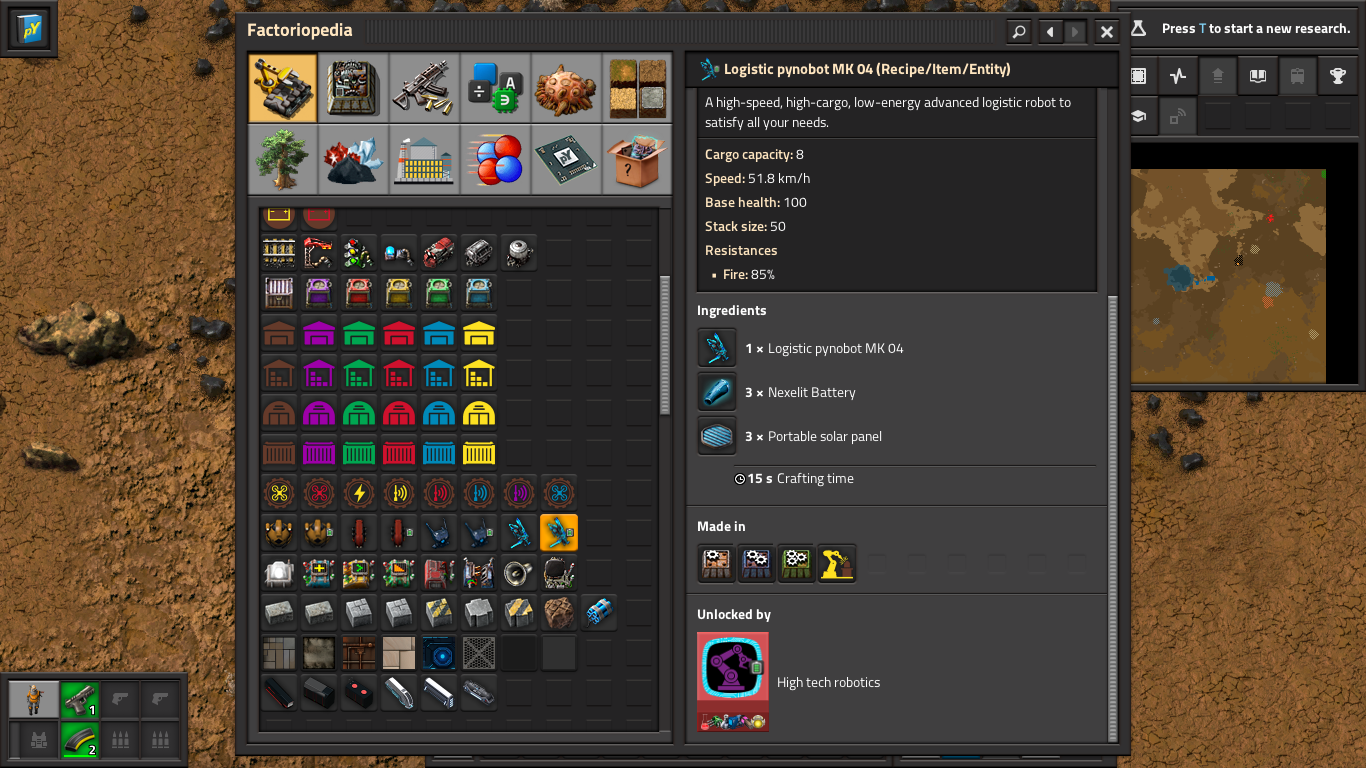 pY
Factoriopedia
Press T to start a new research.
÷
A
Logistic pynobot MK 04 (Recipe/Item/Entity)
A high-speed, high-cargo, low-energy advanced logistic robot to
satisfy all your needs.
pY
?
Cargo capacity: 8
Speed: 51.8 km/h
Base health: 100
Stack size: 50
Resistances
▪ Fire: 85%
Ingredients
1 × Logistic pynobot MK 04
3 × Nexelit Battery
3 × Portable solar panel
15 s Crafting time
Made in
Unlocked by
High tech robotics
1
2